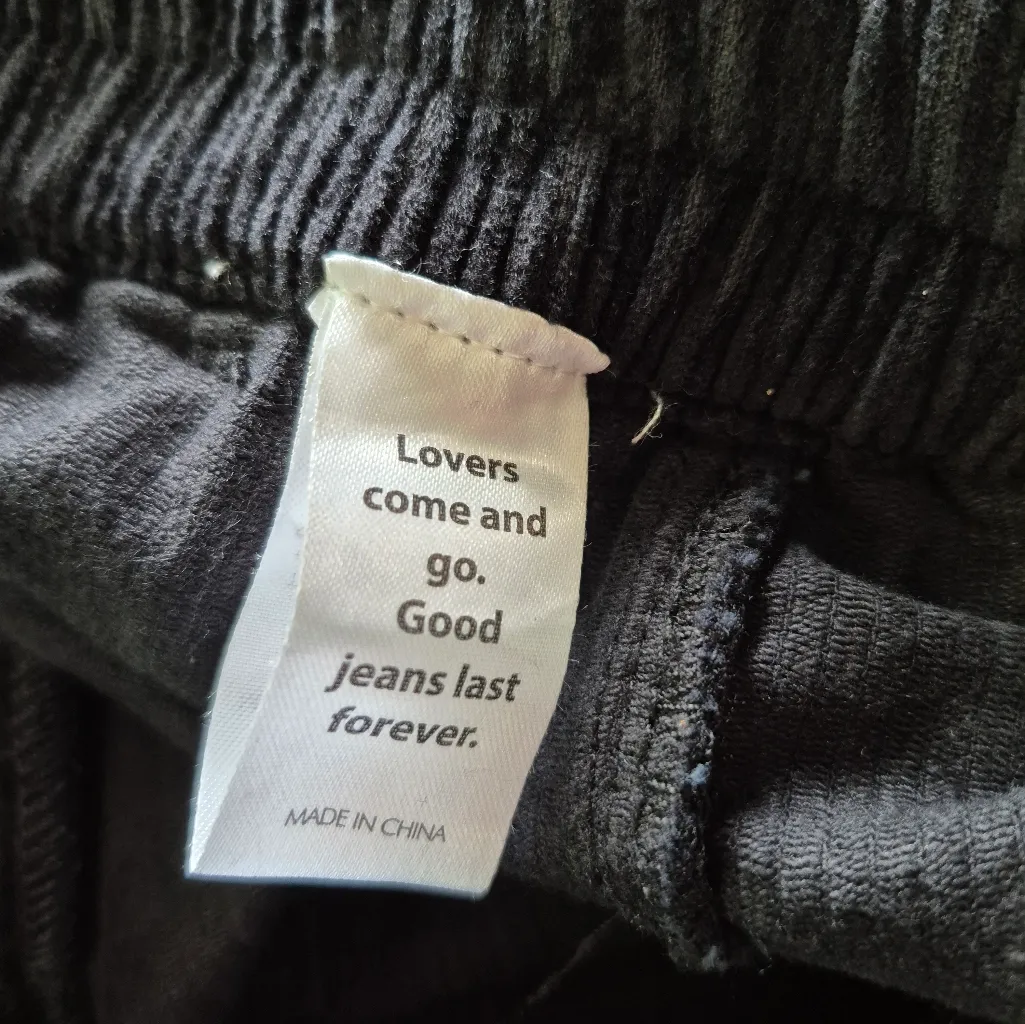 Lovers
come and
go.
Good
jeans last
forever.
MADE IN CHINA